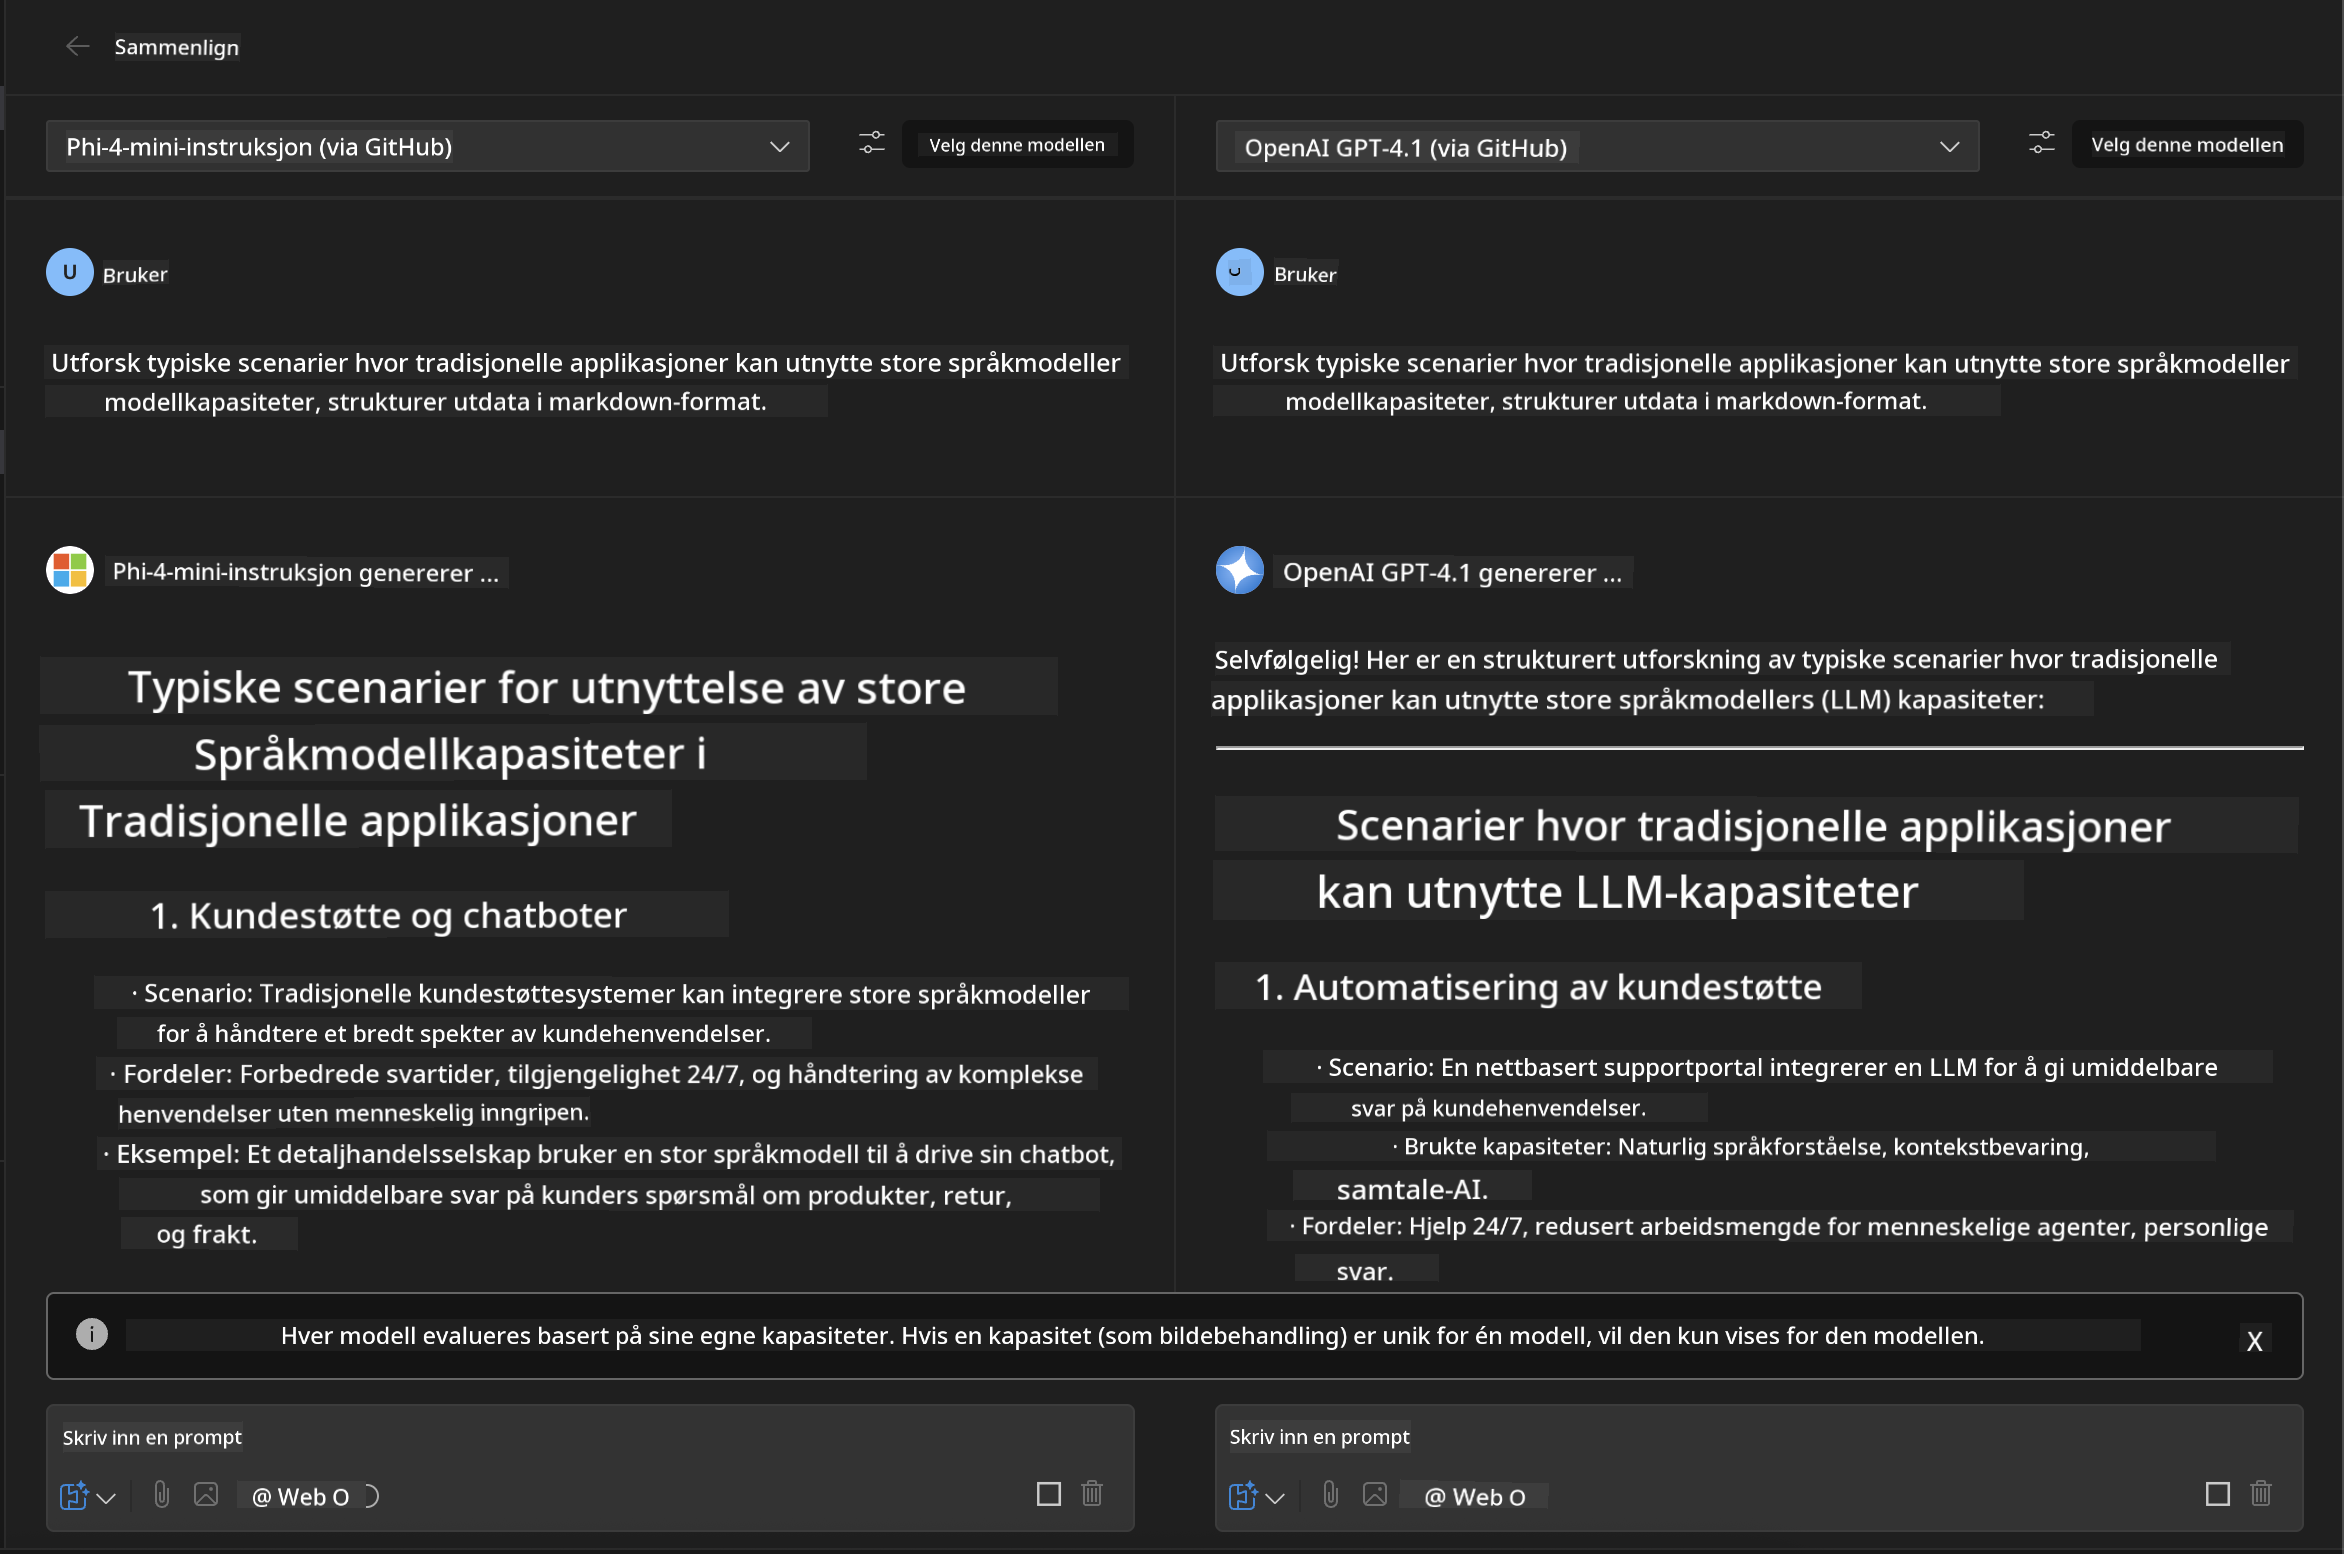 Sammenlign
Phi-4-mini-instruksjon (via GitHub)
Velg denne modellen
U
Bruker
Utforsk typiske scenarier hvor tradisjonelle applikasjoner kan utnytte store språkmodeller
modellkapasiteter, strukturer utdata i markdown-format.
Phi-4-mini-instruksjon genererer ...
Typiske scenarier for utnyttelse av store
Språkmodellkapasiteter i
Tradisjonelle applikasjoner
1. Kundestøtte og chatboter
· Scenario: Tradisjonelle kundestøttesystemer kan integrere store språkmodeller
for å håndtere et bredt spekter av kundehenvendelser.
· Fordeler: Forbedrede svartider, tilgjengelighet 24/7, og håndtering av komplekse
henvendelser uten menneskelig inngripen.
· Eksempel: Et detaljhandelsselskap bruker en stor språkmodell til å drive sin chatbot,
som gir umiddelbare svar på kunders spørsmål om produkter, retur,
og frakt.
OpenAI GPT-4.1 (via GitHub)
Velg denne modellen
Bruker
Utforsk typiske scenarier hvor tradisjonelle applikasjoner kan utnytte store språkmodeller
modellkapasiteter, strukturer utdata i markdown-format.
OpenAI GPT-4.1 genererer ...
Selvfølgelig! Her er en strukturert utforskning av typiske scenarier hvor tradisjonelle
applikasjoner kan utnytte store språkmodellers (LLM) kapasiteter:
Scenarier hvor tradisjonelle applikasjoner
kan utnytte LLM-kapasiteter
1. Automatisering av kundestøtte
· Scenario: En nettbasert supportportal integrerer en LLM for å gi umiddelbare
svar på kundehenvendelser.
· Brukte kapasiteter: Naturlig språkforståelse, kontekstbevaring,
samtale-AI.
· Fordeler: Hjelp 24/7, redusert arbeidsmengde for menneskelige agenter, personlige
svar.
Hver modell evalueres basert på sine egne kapasiteter. Hvis en kapasitet (som bildebehandling) er unik for én modell, vil den kun vises for den modellen.
X
Skriv inn en prompt
@ Web O
Skriv inn en prompt
@ Web O